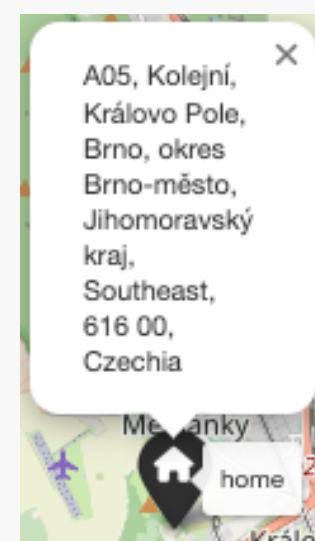 A05, Kolejní,
Královo Pole,
Brno, okres
Brno-město,
Jihomoravský
kraj,
Southeast,
616 00,
Czechia
home